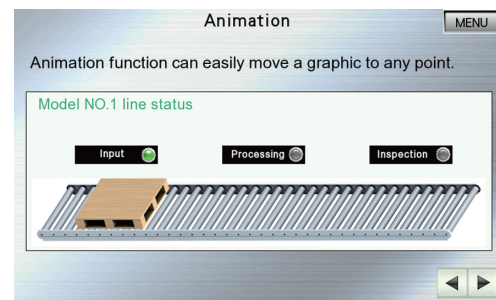 Animation
MENU
Animation function can easily move a graphic to any point.
Model NO.1 line status
Input
Processing
Inspection